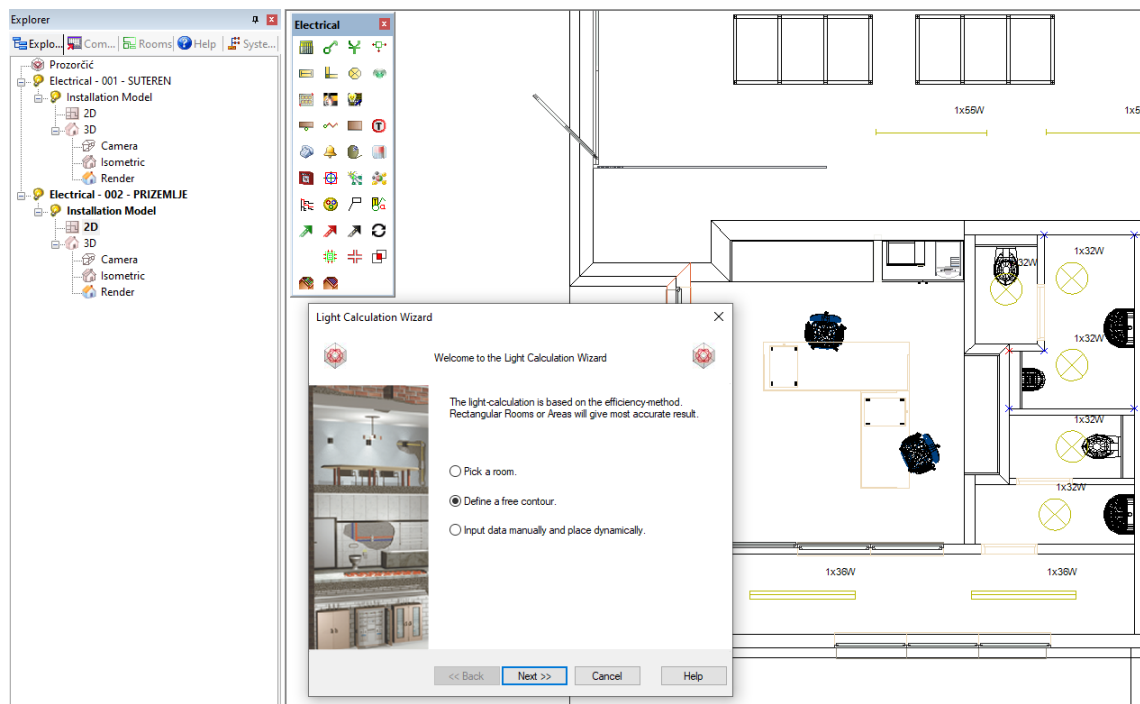 Explorer
Explo...
Com...
Rooms
Help
Syste...
Prozorčić
Electrical - 001 - SUTEREN
Installation Model
2D
3D
Camera
Isometric
Render
Electrical - 002 - PRIZEMLJE
Installation Model
2D
3D
Camera
Isometric
Render
Electrical
1x55W
1x32W
1x32W
1x32W
1x32W
1x36W
1x36W
Light Calculation Wizard
Welcome to the Light Calculation Wizard
The light-calculation is based on the efficiency-method.
Rectangular Rooms or Areas will give most accurate result.
Pick a room.
Define a free contour.
Input data manually and place dynamically.
<< Back
Next >>
Cancel
Help